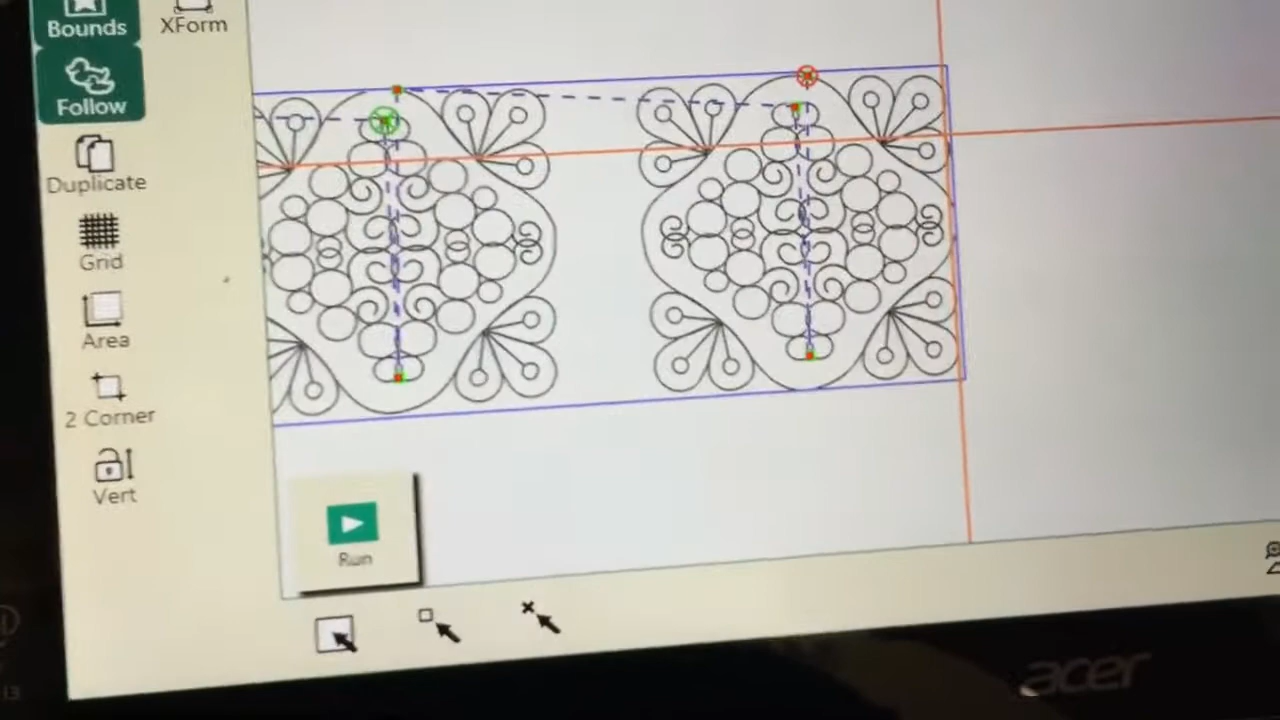 Bounds
XForm
Follow
Duplicate
Grid
Area
2 Corner
Vert
Run
acer